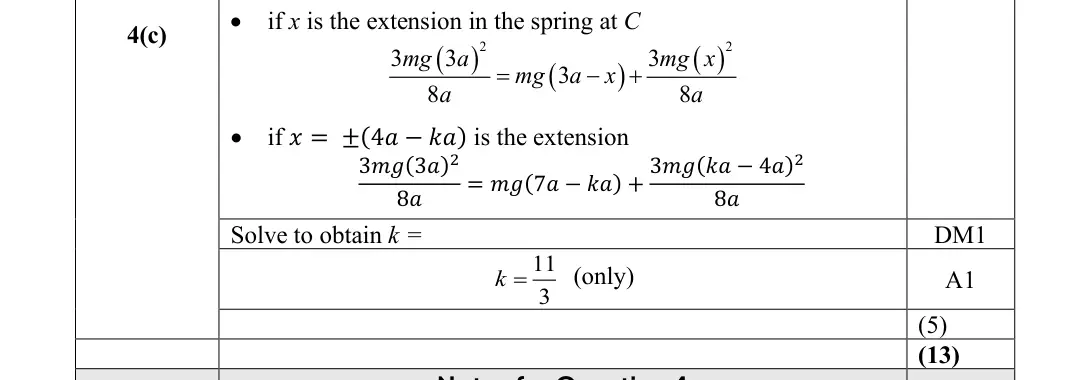 4(c)
• if x is the extension in the spring at C
3mg(3a)²/8a = mg(3a − x) + 3mg(x)²/8a
• if x = ±(4a − ka) is the extension
3mg(3a)²/8a = mg(7a − ka) + 3mg(ka − 4a)²/8a
Solve to obtain k = DM1
k = 11/3 (only) A1
(5)
(13)